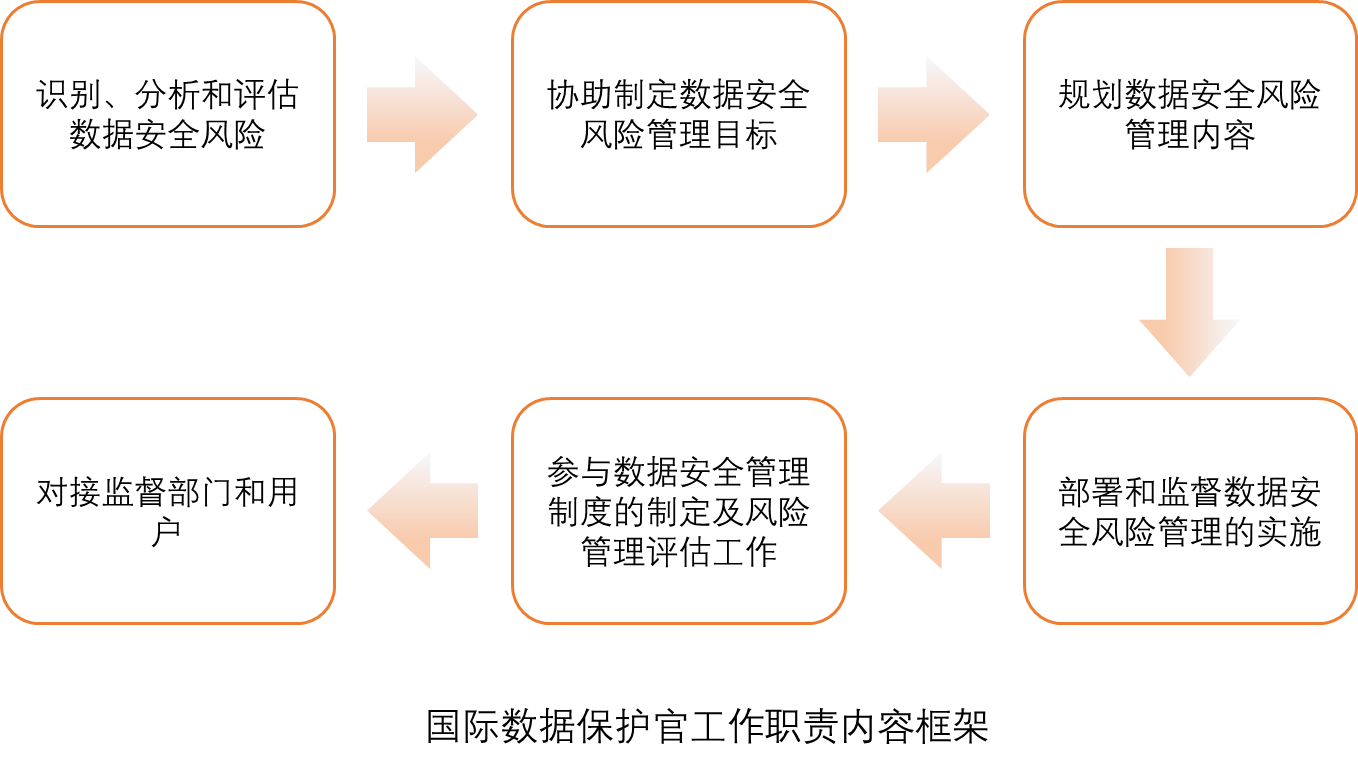 识别、分析和评估
数据安全风险
协助制定数据安全
风险管理目标
规划数据安全风险
管理内容
部署和监督数据安
全风险管理的实施
参与数据安全管理
制度的制定及风险
管理评估工作
对接监督部门和用
户
国际数据保护官工作职责内容框架